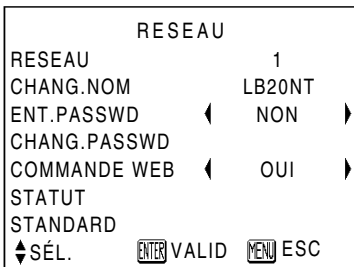 RESEAU
RESEAU 1
CHANG.NOM LB20NT
ENT.PASSWD NON
CHANG.PASSWD
COMMANDE WEB OUI
STATUT
STANDARD
SÉL. ENTER VALID MENU ESC